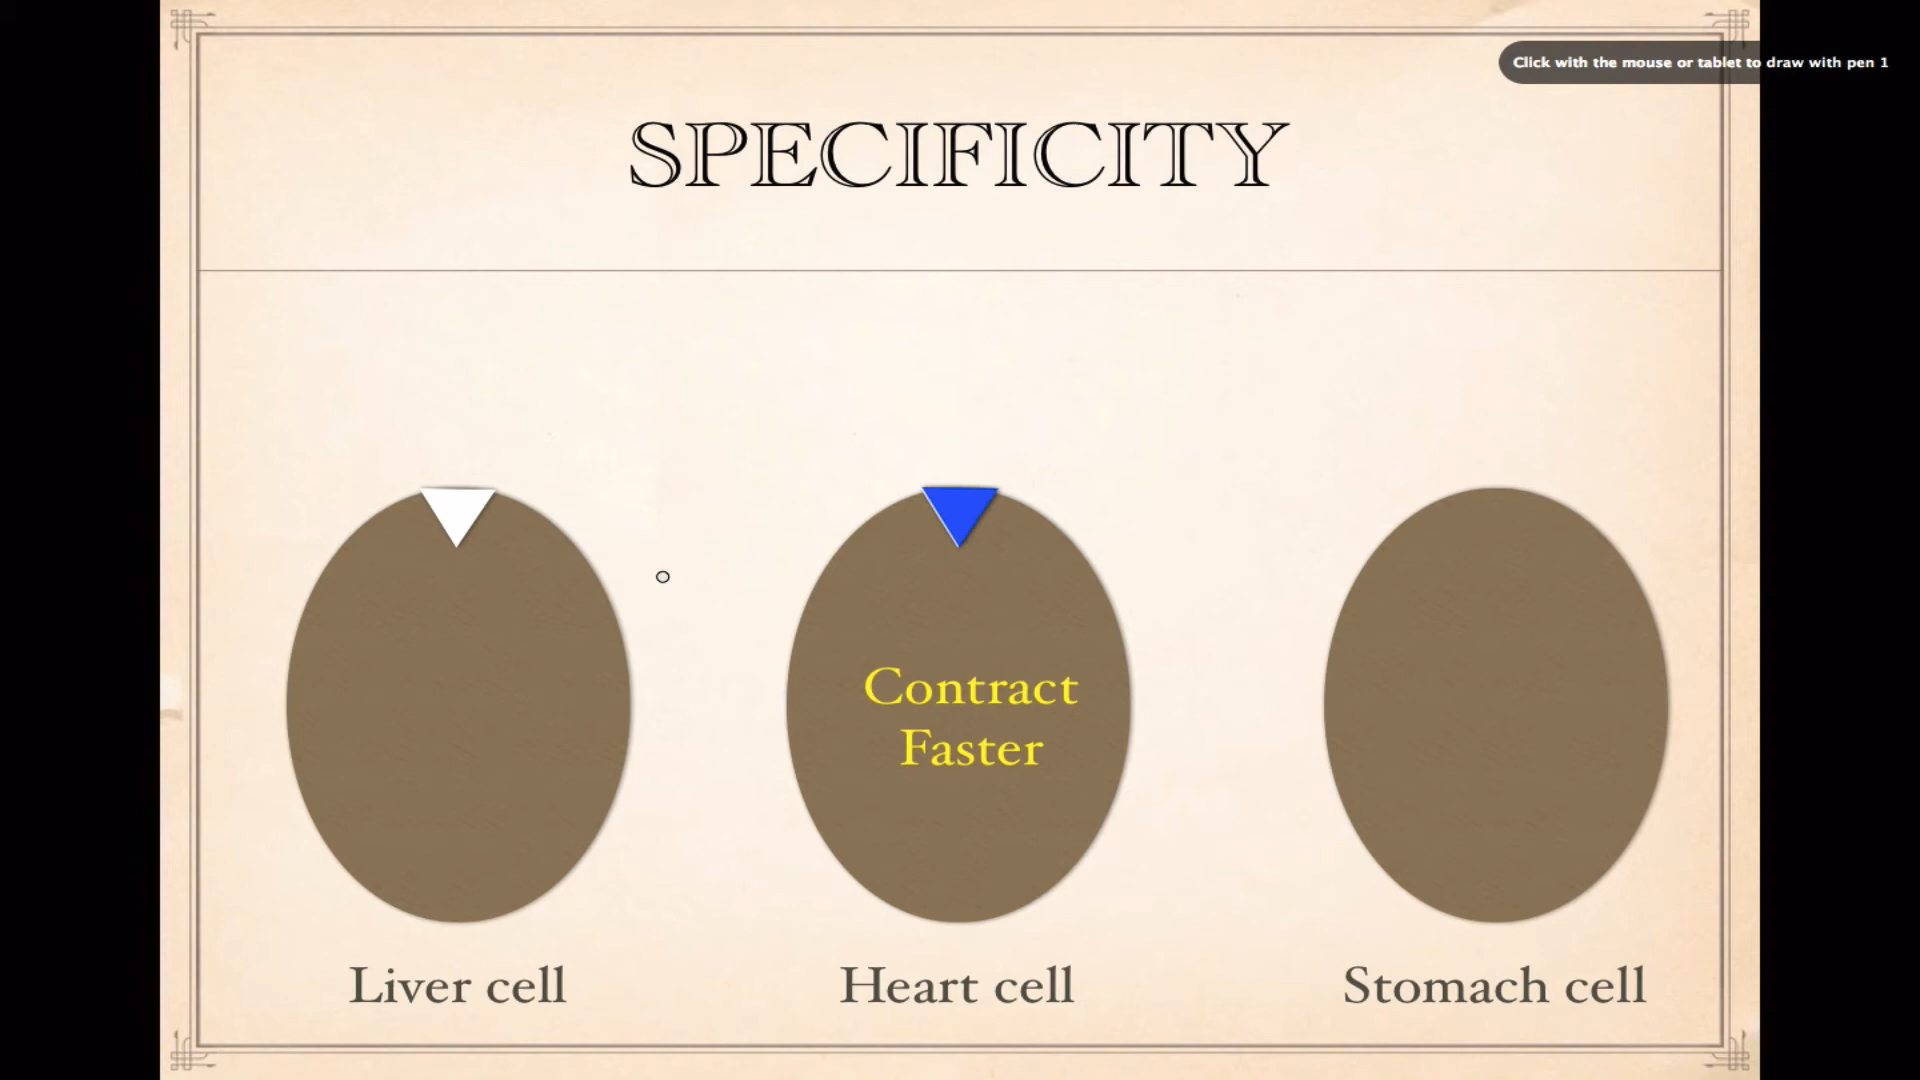 Click with the mouse or tablet to draw with pen 1
SPECIFICITY
Contract
Faster
Liver cell
Heart cell
Stomach cell